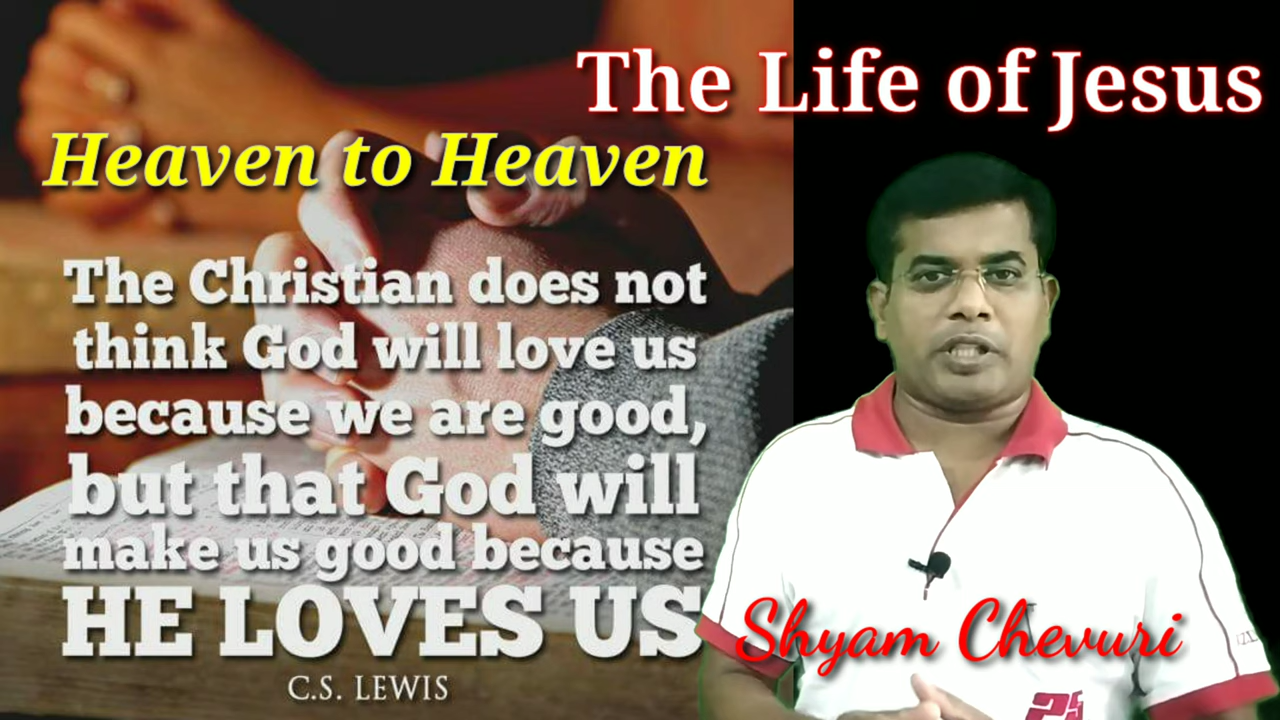 The Life of Jesus
Heaven to Heaven
The Christian does not
think God will love us
because we are good,
but that God will
make us good because
HE LOVES US
C.S. LEWIS
Shyam Chevuri
25